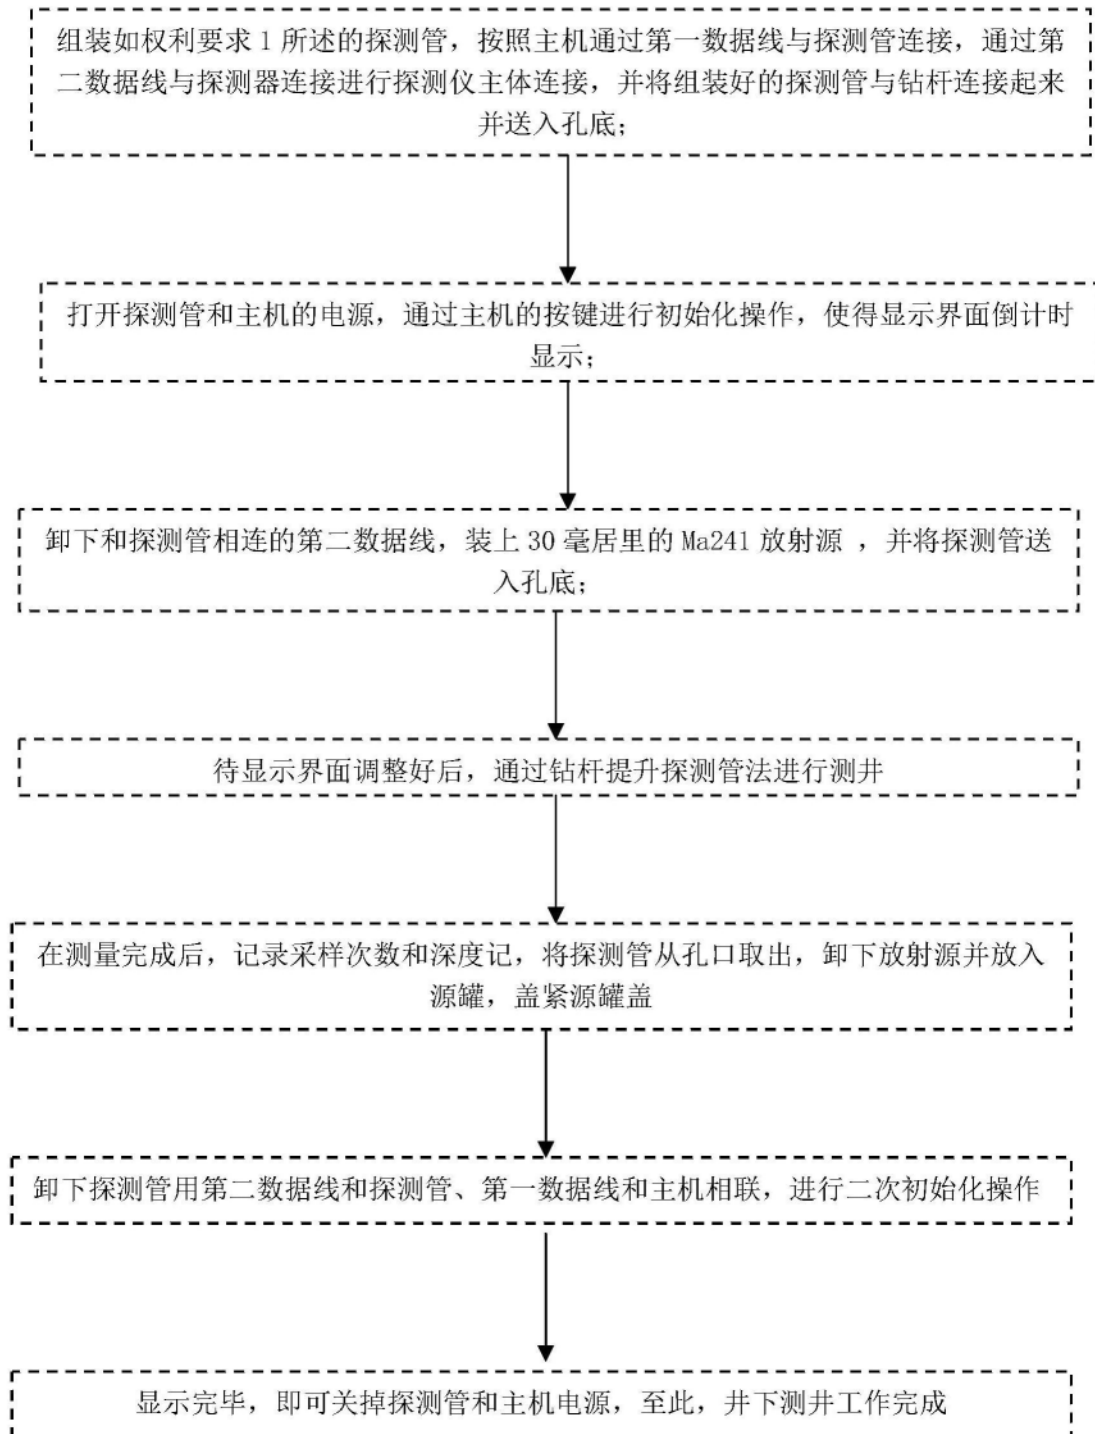 组装如权利要求 1 所述的探测管，按照主机通过第一数据线与探测管连接，通过第
二数据线与探测器连接进行探测仪主体连接，并将组装好的探测管与钻杆连接起来
并送入孔底；
打开探测管和主机的电源，通过主机的按键进行初始化操作，使得显示界面倒计时
显示；
卸下和探测管相连的第二数据线，装上 30 毫居里的 Ma241 放射源 ，并将探测管送
入孔底；
待显示界面调整好后，通过钻杆提升探测管法进行测井
在测量完成后，记录采样次数和深度记，将探测管从孔口取出，卸下放射源并放入
源罐，盖紧源罐盖
卸下探测管用第二数据线和探测管、第一数据线和主机相联，进行二次初始化操作
显示完毕，即可关掉探测管和主机电源，至此，井下测井工作完成